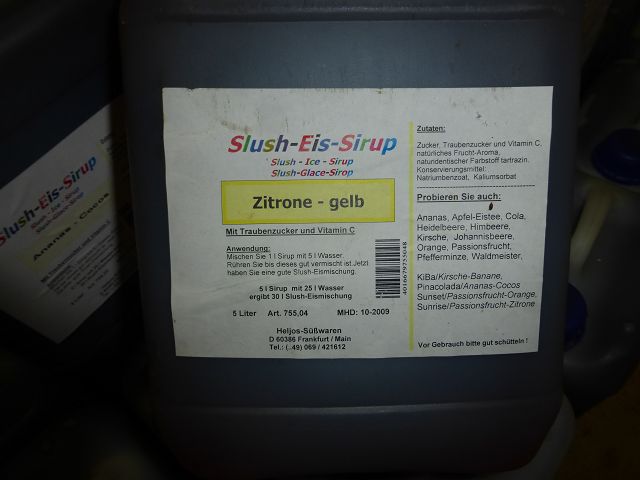 Slush-Eis-Sirup
Slush - Ice - Sirup
Slush-Glace-Sirop
Zitrone - gelb
Mit Traubenzucker und Vitamin C
Anwendung:
Mischen Sie 1 l Sirup mit 5 l Wasser.
Rühren Sie bis dieses gut vermischt ist.Jetzt
haben Sie eine gute Slush-Eismischung.
5 l Sirup mit 25 l Wasser
ergibt 30 l Slush-Eismischung
5 Liter Art. 755,04 MHD: 10-2009
Heljos-Süßwaren
D 60386 Frankfurt / Main
Tel.: (..49) 069 / 421612
Zutaten:
Zucker, Traubenzucker und Vitamin C,
natürliches Frucht-Aroma,
naturidentischer Farbstoff tartrazin,
Konservierungsmittel:
Natriumbenzoat, Kaliumsorbat
Probieren Sie auch:
Ananas, Apfel-Eistee, Cola,
Heidelbeere, Himbeere,
Kirsche, Johannisbeere,
Orange, Passionsfrucht,
Pfefferminze, Waldmeister,
KiBa/Kirsche-Banane,
Pinacolada/Ananas-Cocos
Sunset/Passionsfrucht-Orange,
Sunrise/Passionsfrucht-Zitrone
Vor Gebrauch bitte gut schütteln !
Slush-Eis-Sirup
Slush - Ice - Sirup
Slush-Glace-Sirop
Ananas - Cocos